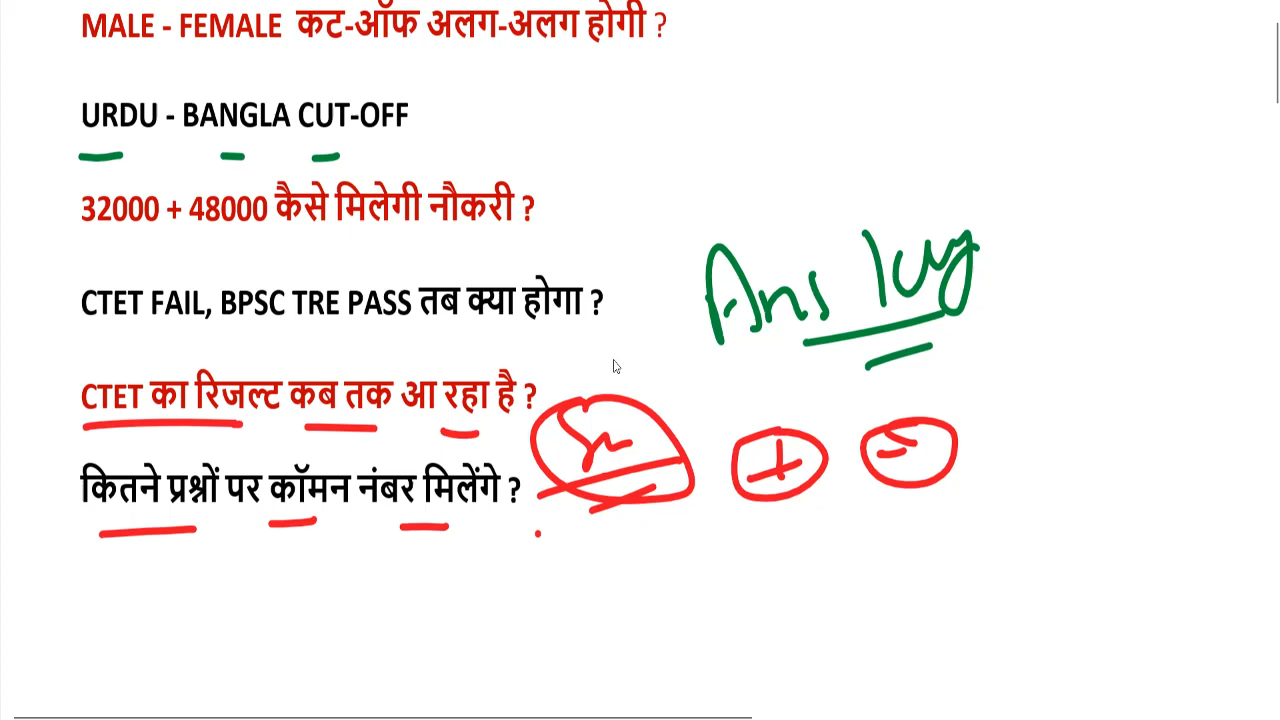 MALE - FEMALE कट-ऑफ अलग-अलग होगी ?
URDU - BANGLA CUT-OFF
32000 + 48000 कैसे मिलेगी नौकरी ?
CTET FAIL, BPSC TRE PASS तब क्या होगा ?
Ans key
CTET का रिजल्ट कब तक आ रहा है ?
कितने प्रश्नों पर कॉमन नंबर मिलेंगे ?